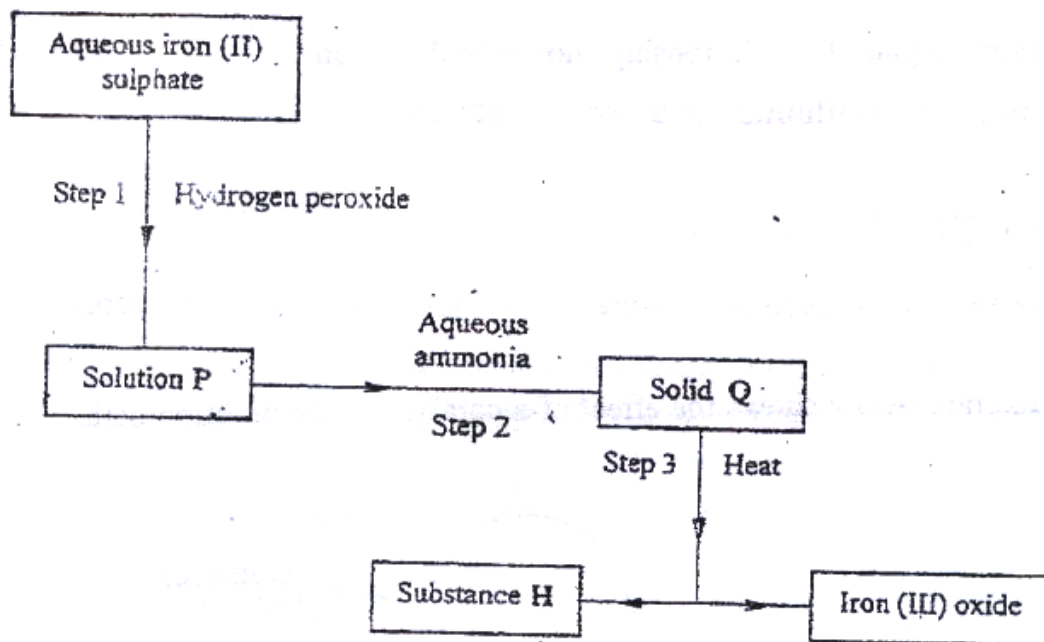 Aqueous iron (II)
sulphate
Step 1
Hydrogen peroxide
Aqueous
ammonia
Solution P
Solid Q
Step 2
Step 3
Heat
Substance H
Iron (III) oxide